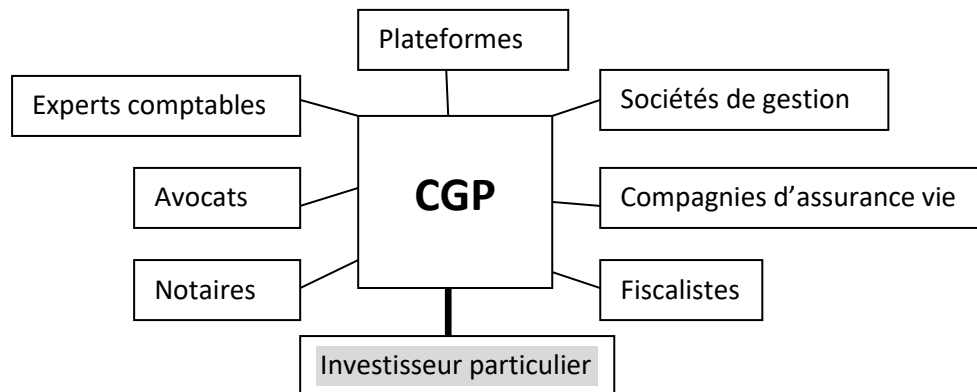 Plateformes
Experts comptables
Sociétés de gestion
CGP
Avocats
Compagnies d’assurance vie
Notaires
Fiscalistes
Investisseur particulier